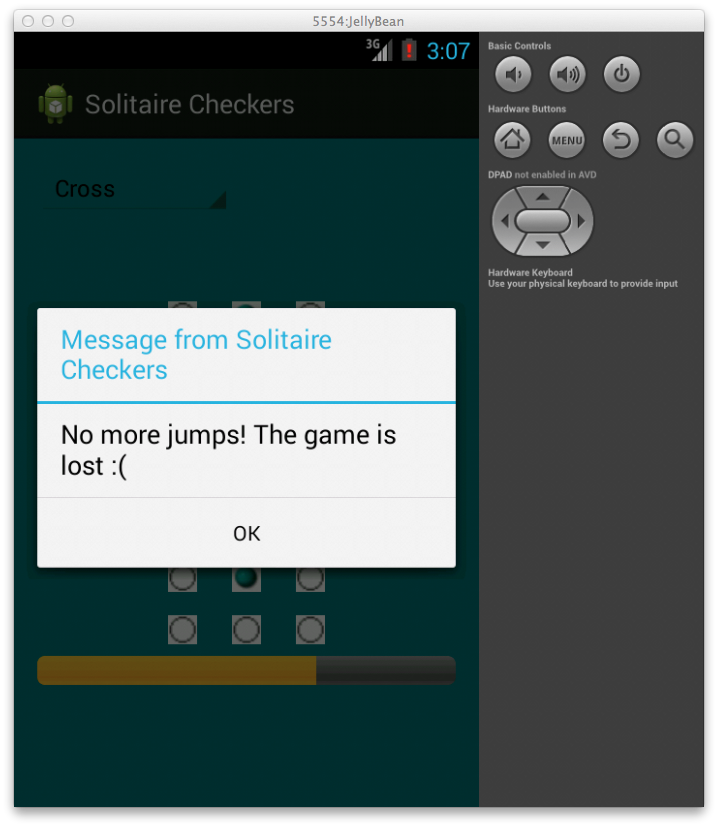 5554:JellyBean
3G
3:07
Basic Controls
Solitaire Checkers
Hardware Buttons
MENU
DPAD not enabled in AVD
Cross
Hardware Keyboard
Use your physical keyboard to provide input
Message from Solitaire
Checkers
No more jumps! The game is
lost :(
OK